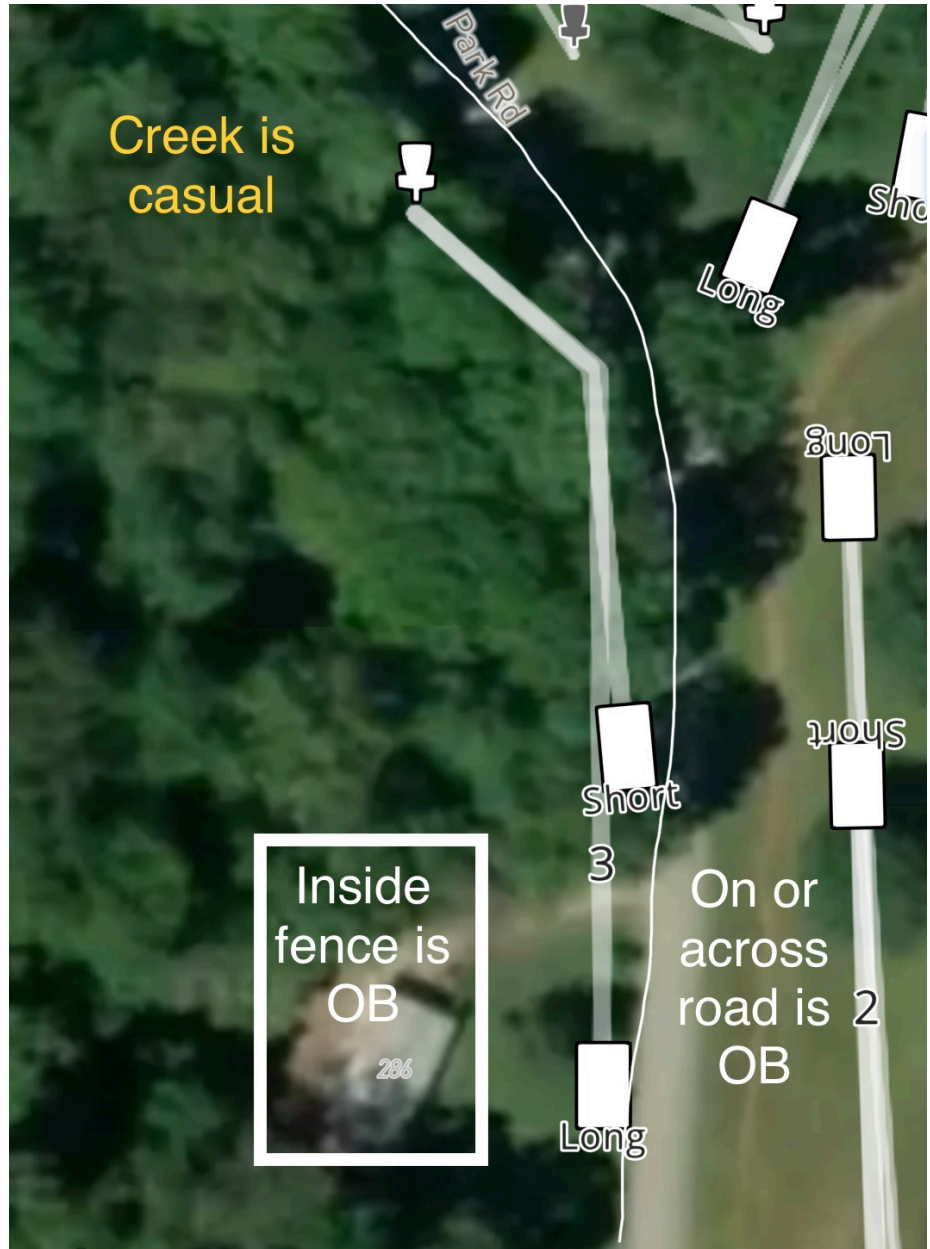 Park Rd
Creek is
casual
Sho
Long
Long
Short
Short
3
Inside
fence is
OB
286
On or
across
road is
OB
2
Long